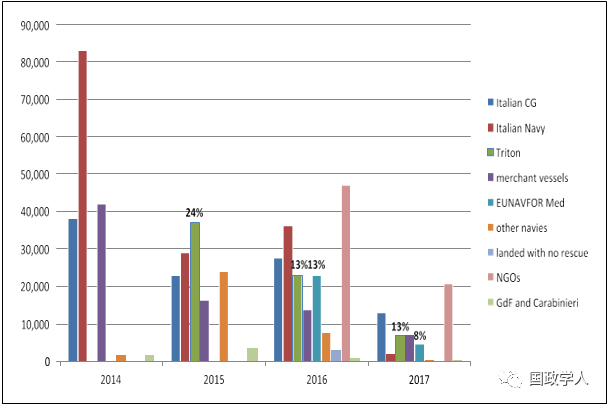 90,000
80,000
70,000
60,000
50,000
40,000
30,000
20,000
10,000
0
24%
13%13%
13%
8%
2014 2015 2016 2017
Italian CG
Italian Navy
Triton
merchant vessels
EUNAVFOR Med
other navies
landed with no rescue
NGOs
GdF and Carabinieri
国政学人